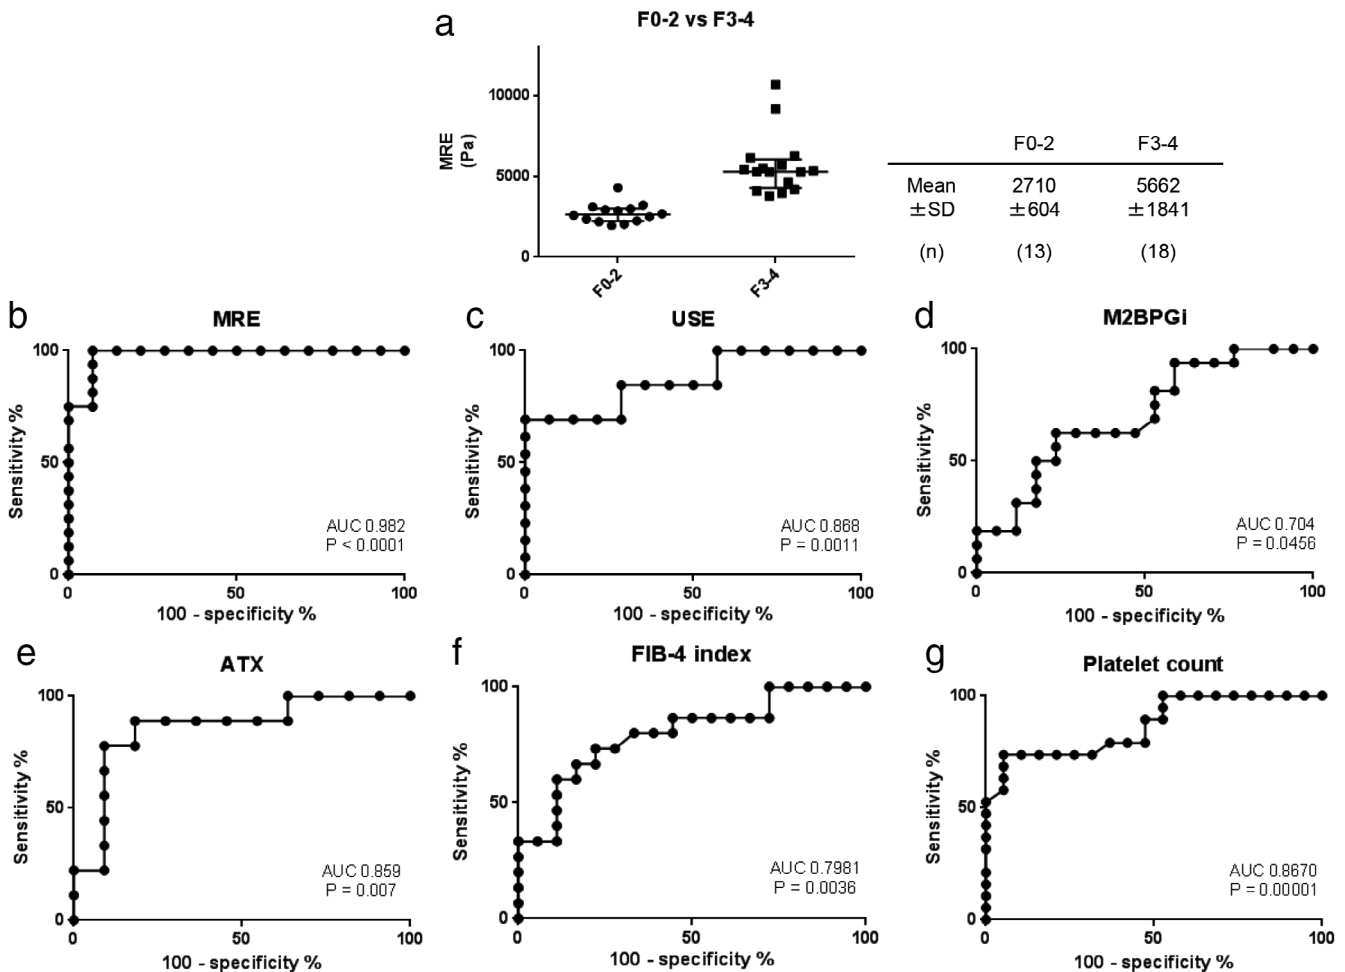 a
F0-2 vs F3-4
10000
5000
0
MRE
(Pa)
F0-2
F3-4
F0-2 F3-4
Mean 2710 5662
±SD ±604 ±1841
(n) (13) (18)
b
MRE
100
50
0
Sensitivity %
AUC 0.982
P < 0.0001
0 50 100
100 - specificity %
c
USE
100
50
0
Sensitivity %
AUC 0.868
P = 0.0011
0 50 100
100 - specificity %
d
M2BPGi
100
50
0
Sensitivity %
AUC 0.704
P = 0.0456
0 50 100
100 - specificity %
e
ATX
100
50
0
Sensitivity %
AUC 0.859
P = 0.007
0 50 100
100 - specificity %
f
FIB-4 index
100
50
0
Sensitivity %
AUC 0.7981
P = 0.0036
0 50 100
100 - specificity %
g
Platelet count
100
50
0
Sensitivity %
AUC 0.8670
P = 0.00001
0 50 100
100 - specificity %